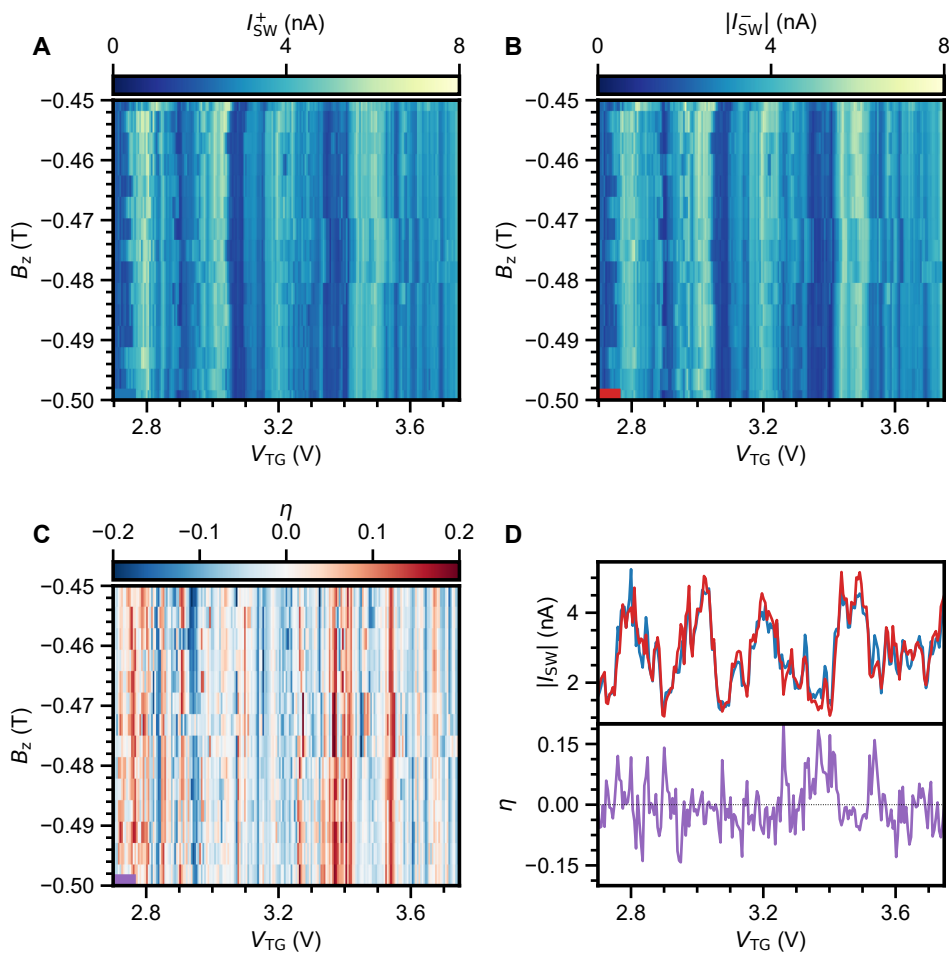 A
I⁺SW (nA)
0 4 8
−0.45
−0.46
−0.47
−0.48
−0.49
−0.50
Bz (T)
2.8 3.2 3.6
VTG (V)
B
|I⁻SW| (nA)
0 4 8
−0.45
−0.46
−0.47
−0.48
−0.49
−0.50
Bz (T)
2.8 3.2 3.6
VTG (V)
C
η
−0.2 −0.1 0.0 0.1 0.2
−0.45
−0.46
−0.47
−0.48
−0.49
−0.50
Bz (T)
2.8 3.2 3.6
VTG (V)
D
|ISW| (nA)
4
2
η
0.15
0.00
−0.15
2.8 3.2 3.6
VTG (V)